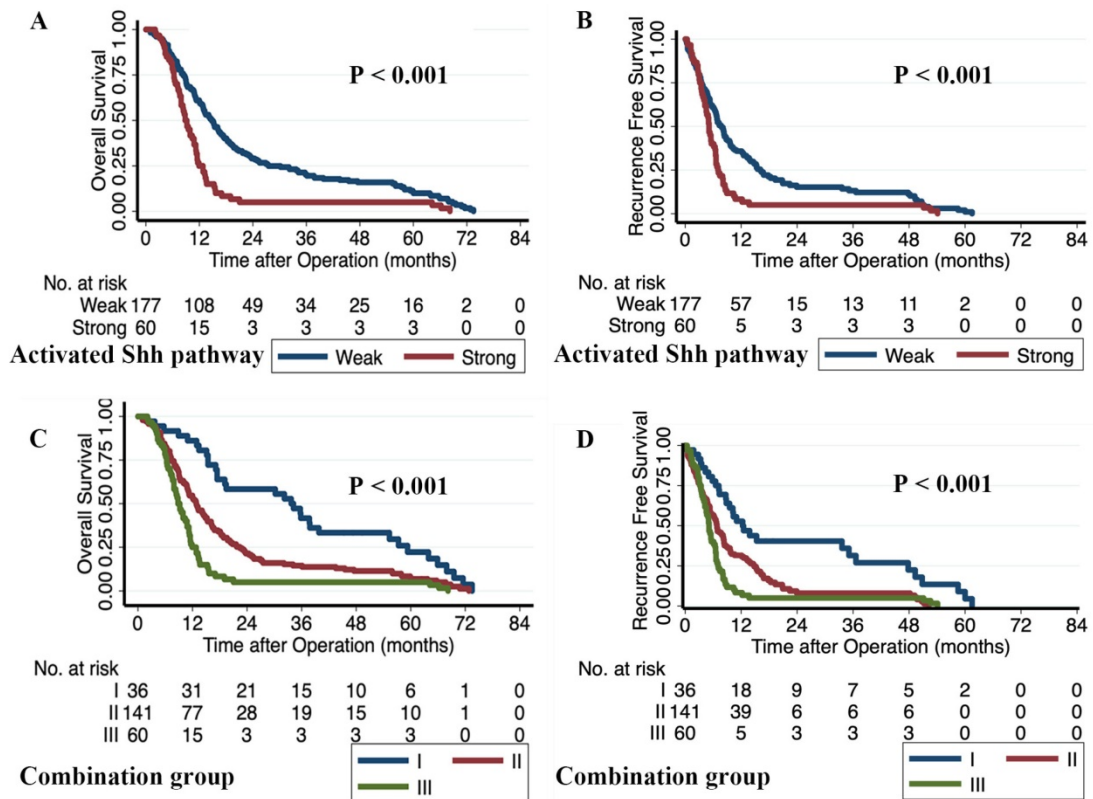 A
Overall Survival
0.00 0.25 0.50 0.75 1.00
P < 0.001
0 12 24 36 48 60 72 84
Time after Operation (months)
No. at risk
Weak 177 108 49 34 25 16 2 0
Strong 60 15 3 3 3 3 0 0
Activated Shh pathway
Weak Strong
B
Recurrence Free Survival
0.00 0.25 0.50 0.75 1.00
P < 0.001
0 12 24 36 48 60 72 84
Time after Operation (months)
No. at risk
Weak 177 57 15 13 11 2 0 0
Strong 60 5 3 3 3 0 0 0
Activated Shh pathway
Weak Strong
C
Overall Survival
0.00 0.25 0.50 0.75 1.00
P < 0.001
0 12 24 36 48 60 72 84
Time after Operation (months)
No. at risk
I 36 31 21 15 10 6 1 0
II 141 77 28 19 15 10 1 0
III 60 15 3 3 3 3 0 0
Combination group
I II
III
D
Recurrence Free Survival
0.00 0.25 0.50 0.75 1.00
P < 0.001
0 12 24 36 48 60 72 84
Time after Operation (months)
No. at risk
I 36 18 9 7 5 2 0 0
II 141 39 6 6 6 0 0 0
III 60 5 3 3 3 0 0 0
Combination group
I II
III